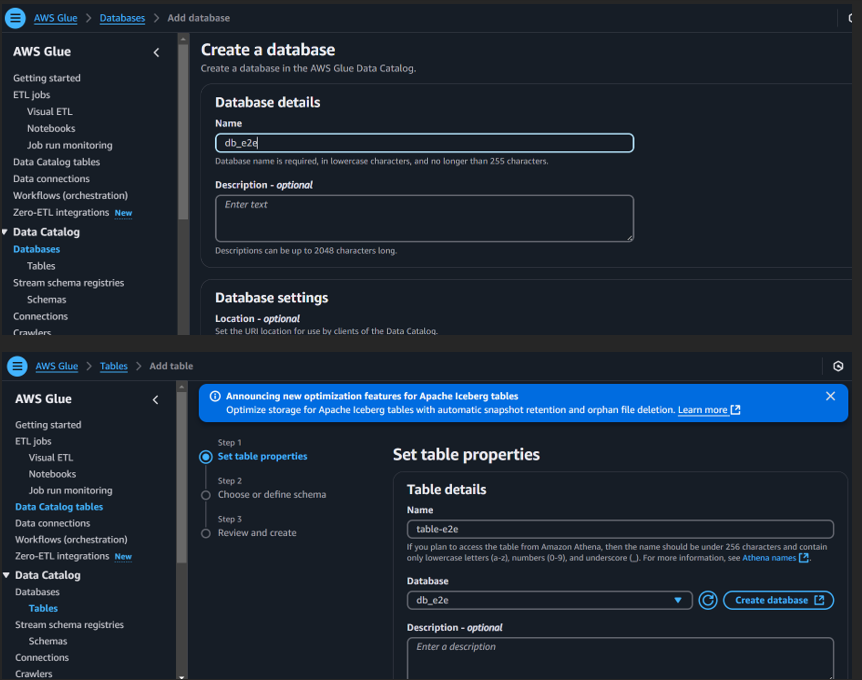 AWS Glue > Databases > Add database
AWS Glue
Getting started
ETL jobs
Visual ETL
Notebooks
Job run monitoring
Data Catalog tables
Data connections
Workflows (orchestration)
Zero-ETL integrations New
Data Catalog
Databases
Tables
Stream schema registries
Schemas
Connections
Crawlers
Create a database
Create a database in the AWS Glue Data Catalog.
Database details
Name
db_e2e
Database name is required, in lowercase characters, and no longer than 255 characters.
Description - optional
Enter text
Descriptions can be up to 2048 characters long.
Database settings
Location - optional
Set the URI location for use by clients of the Data Catalog.
AWS Glue > Tables > Add table
AWS Glue
Getting started
ETL jobs
Visual ETL
Notebooks
Job run monitoring
Data Catalog tables
Data connections
Workflows (orchestration)
Zero-ETL integrations New
Data Catalog
Databases
Tables
Stream schema registries
Schemas
Connections
Crawlers
Announcing new optimization features for Apache Iceberg tables
Optimize storage for Apache Iceberg tables with automatic snapshot retention and orphan file deletion. Learn more
Step 1
Set table properties
Step 2
Choose or define schema
Step 3
Review and create
Set table properties
Table details
Name
table-e2e
If you plan to access the table from Amazon Athena, then the name should be under 256 characters and contain
only lowercase letters (a-z), numbers (0-9), and underscore (_). For more information, see Athena names.
Database
db_e2e
Create database
Description - optional
Enter a description